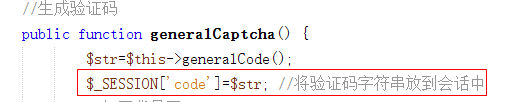 //生成验证码
public function generalCaptcha() {
$str=$this->generalCode();
$_SESSION['code']=$str; //将验证码字符串放到会话中